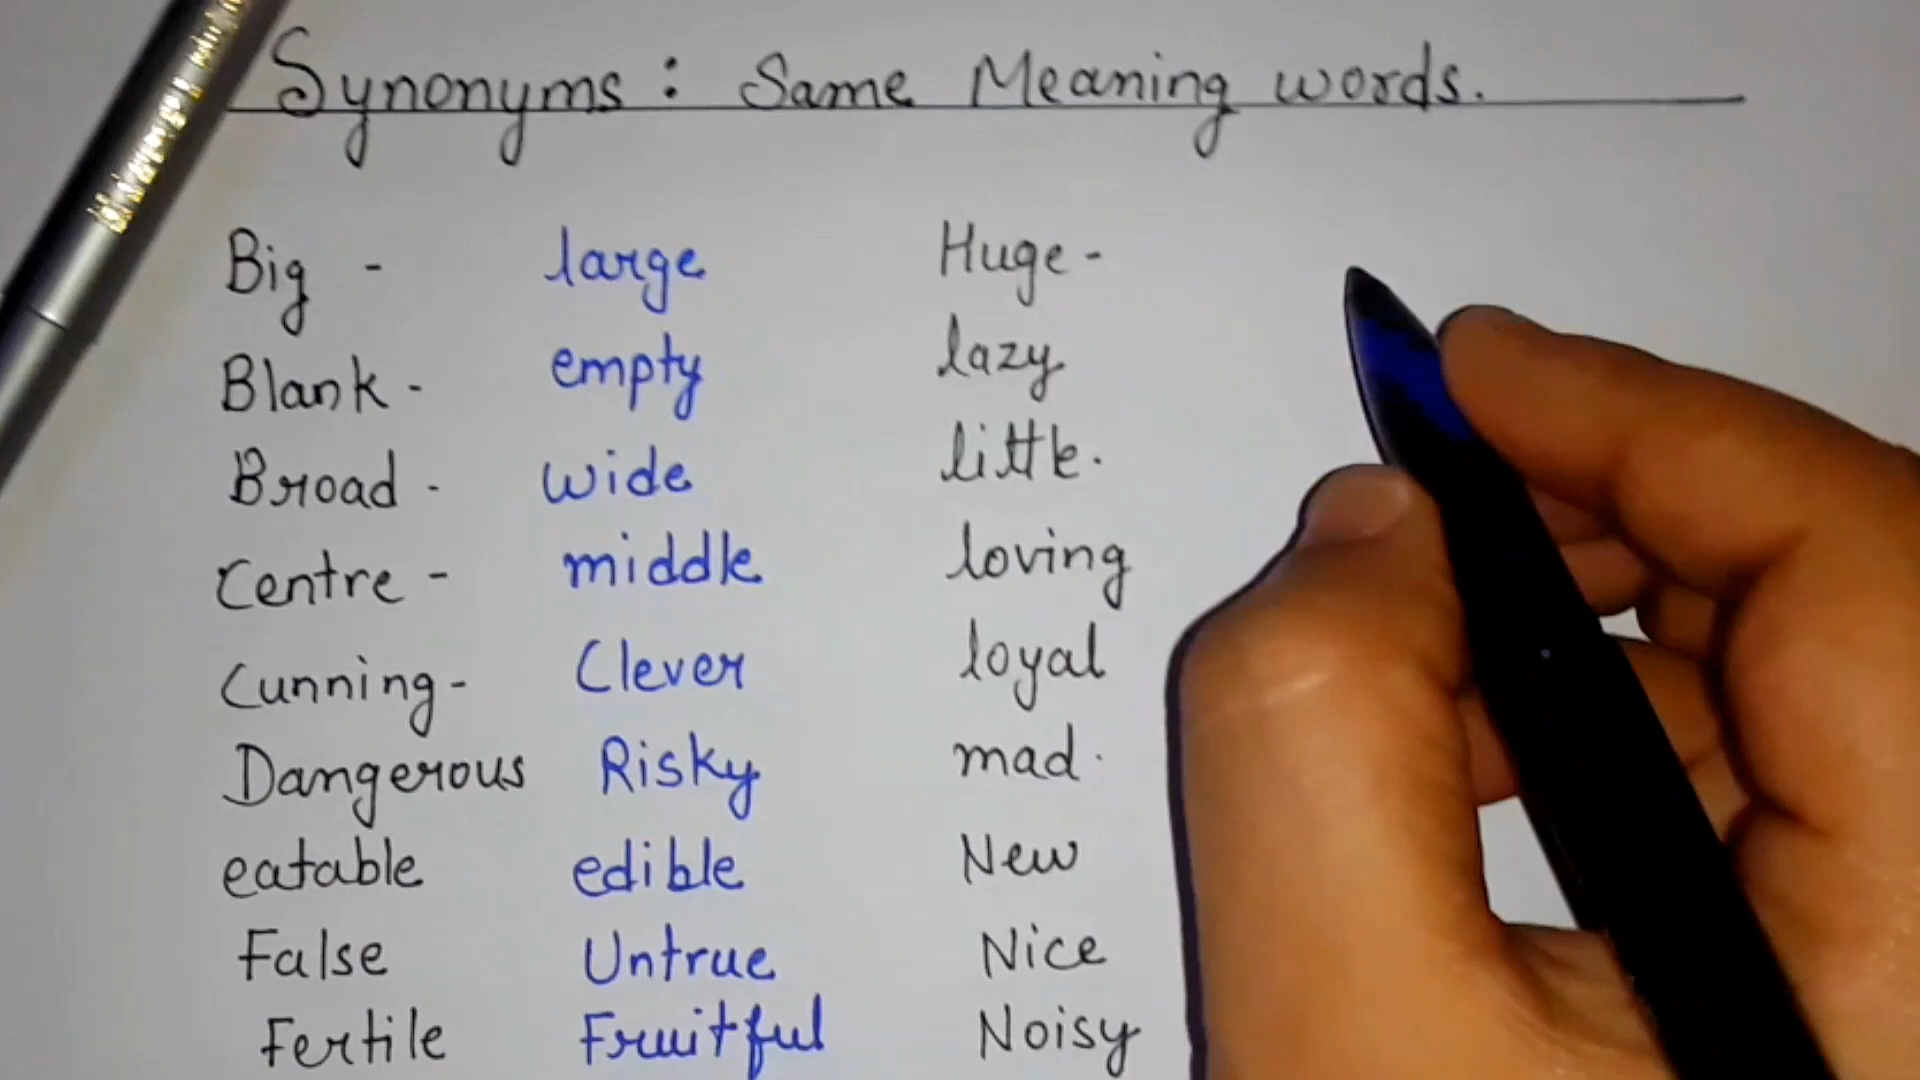 Synonyms : Same Meaning words.
Big - large Huge -
Blank - empty lazy
Broad - wide little.
Centre - middle loving
Cunning - Clever loyal
Dangerous Risky mad.
eatable edible New
False Untrue Nice
Fertile Fruitful Noisy